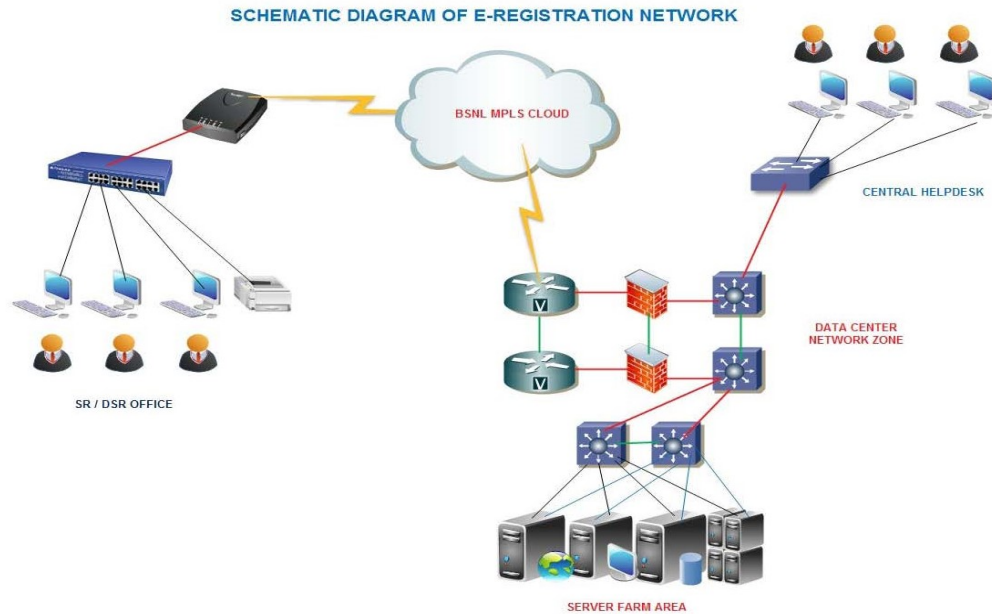 SCHEMATIC DIAGRAM OF E-REGISTRATION NETWORK
BSNL MPLS CLOUD
CENTRAL HELPDESK
DATA CENTER
NETWORK ZONE
V
V
SR / DSR OFFICE
SERVER FARM AREA